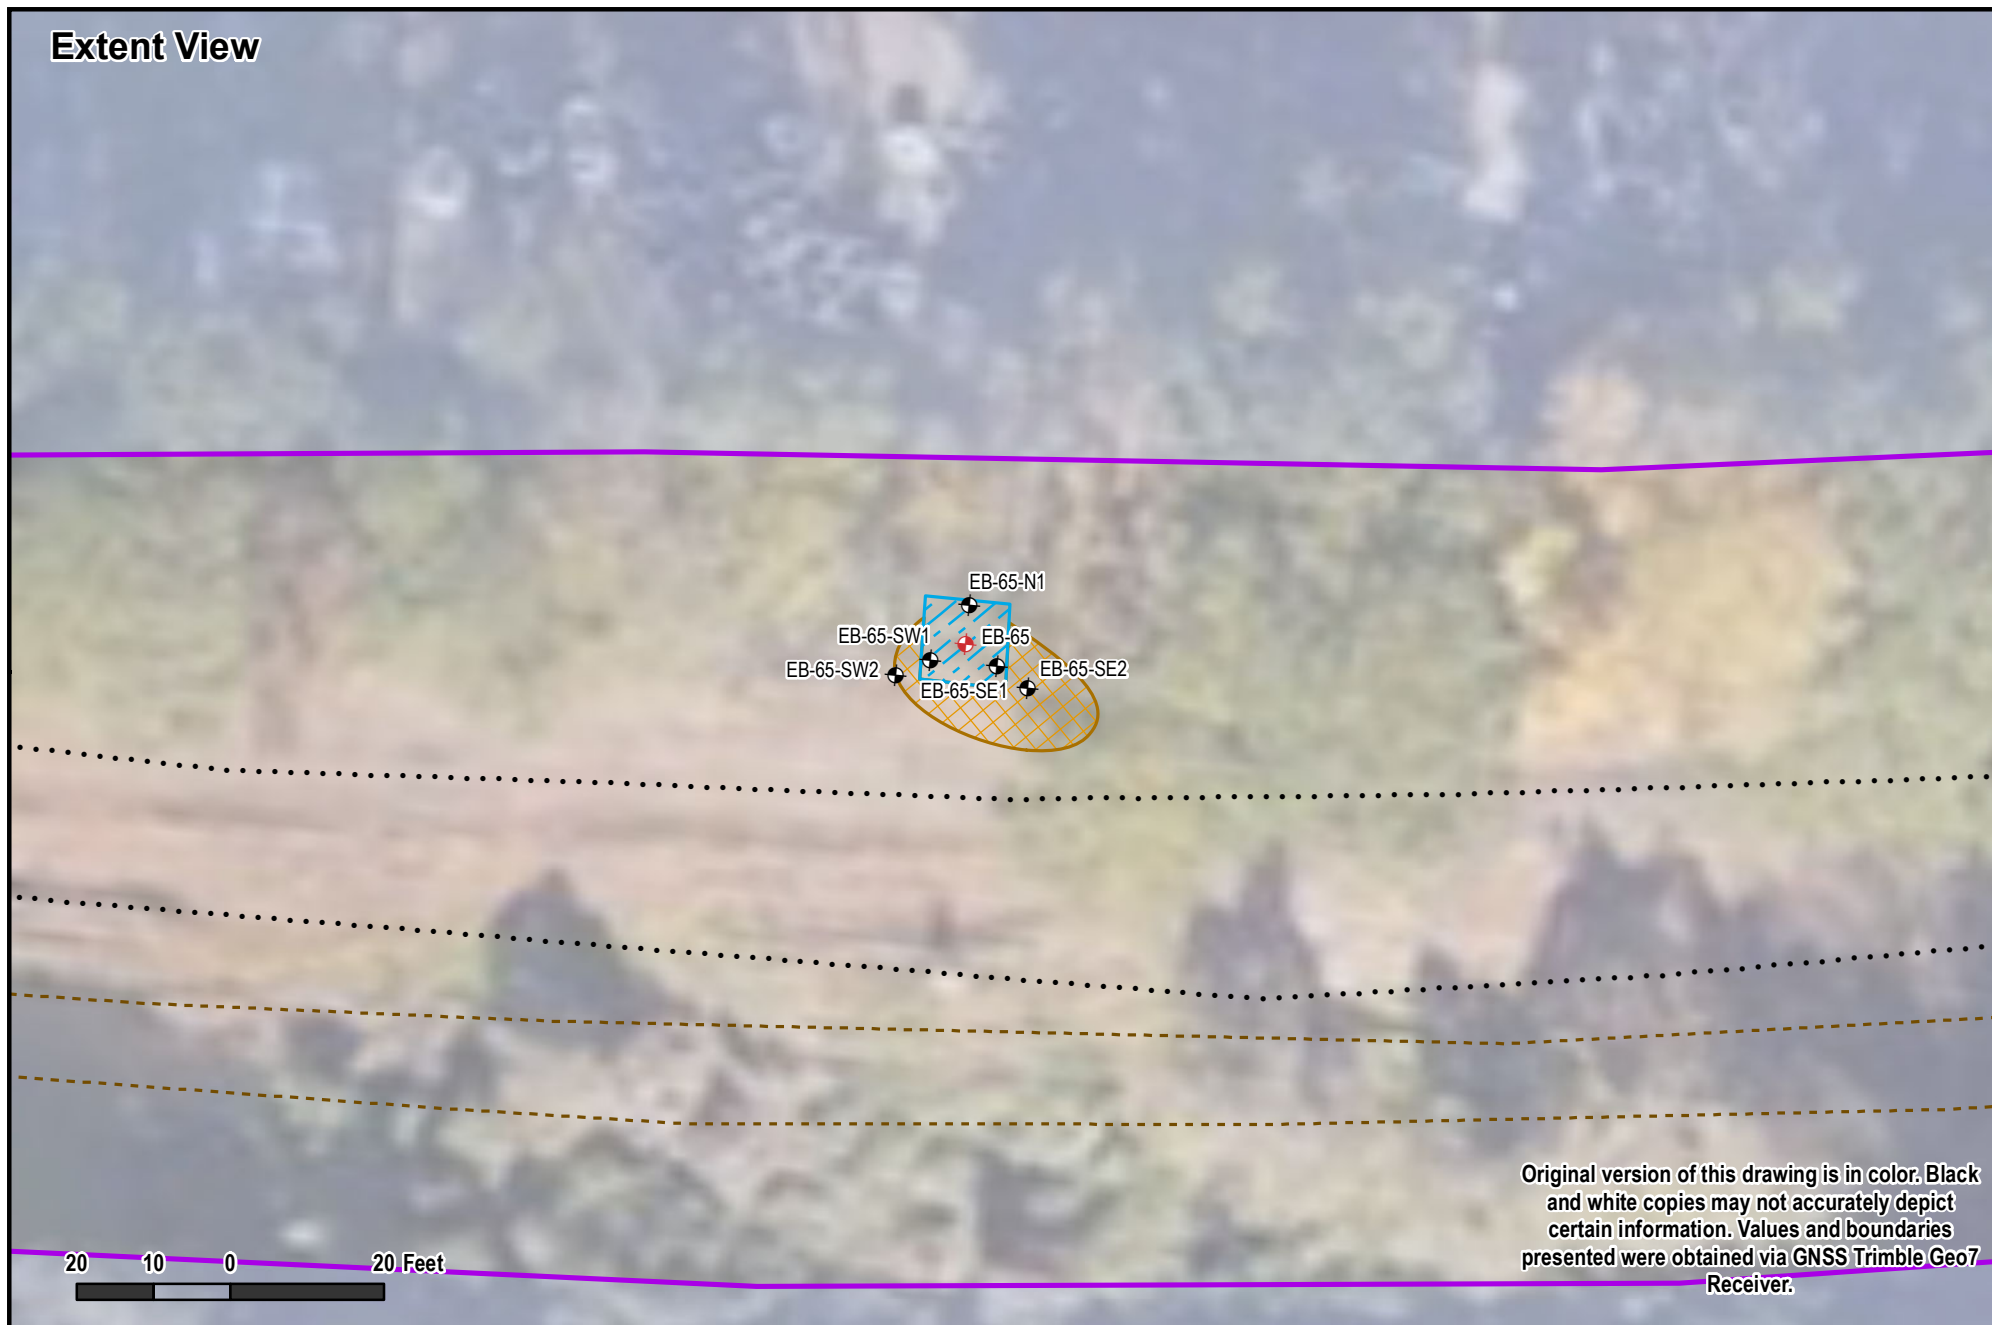 Extent View
EB-65-N1
EB-65-SW1
EB-65
EB-65-SW2
EB-65-SE2
EB-65-SE1
Original version of this drawing is in color. Black
and white copies may not accurately depict
certain information. Values and boundaries
presented were obtained via GNSS Trimble Geo7
Receiver.
20 10 0 20 Feet